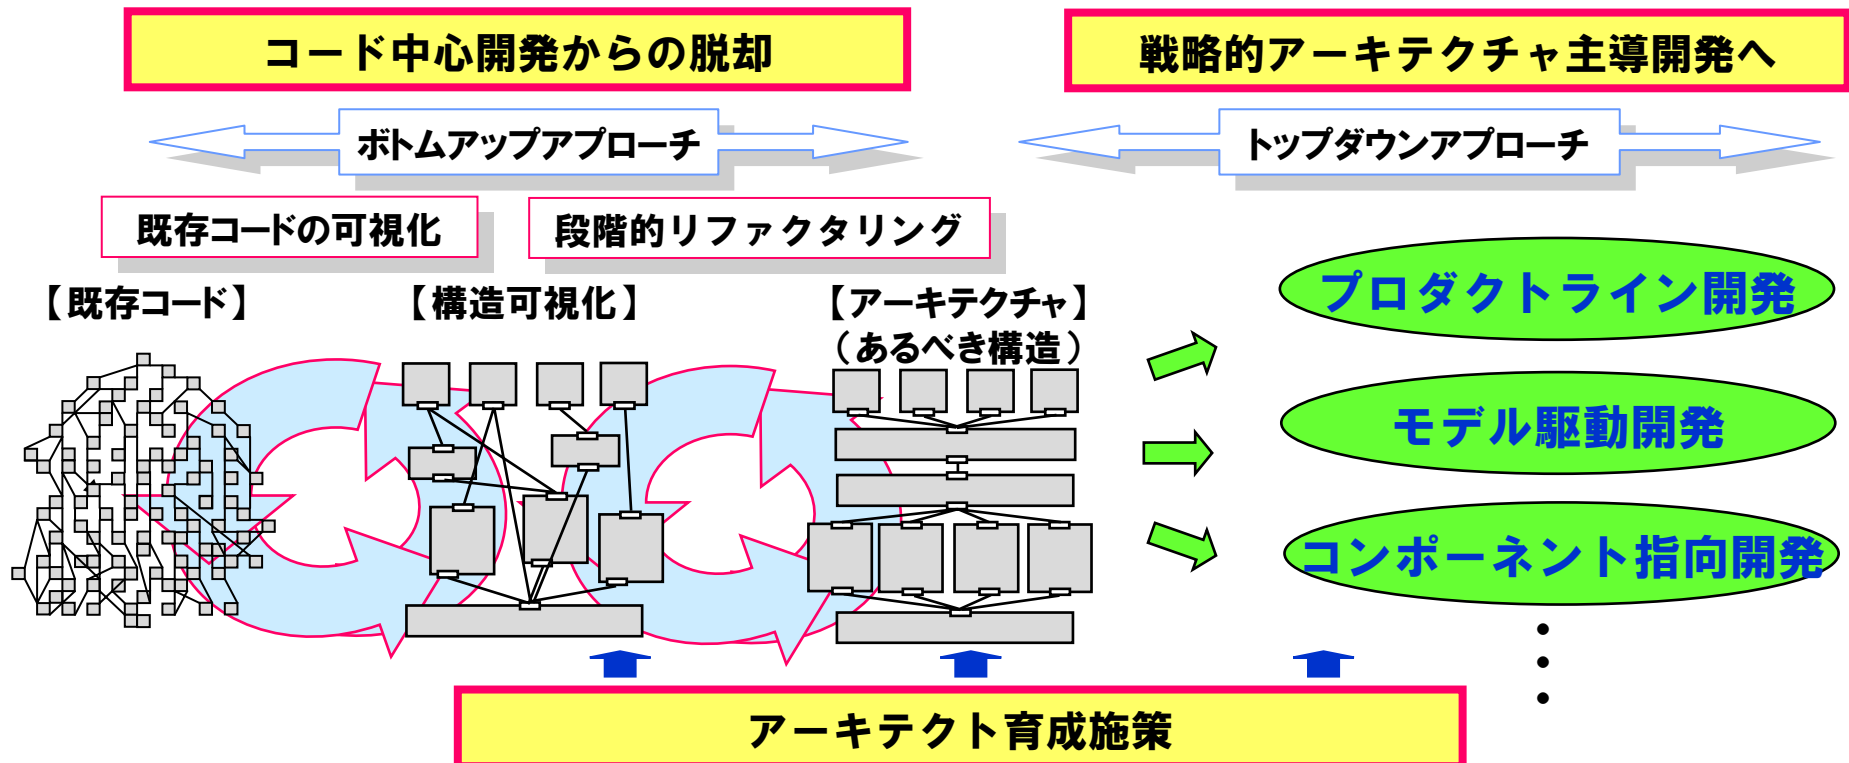 コード中心開発からの脱却
戦略的アーキテクチャ主導開発へ
ボトムアップアプローチ
トップダウンアプローチ
既存コードの可視化
段階的リファクタリング
【既存コード】
【構造可視化】
【アーキテクチャ】
（あるべき構造）
プロダクトライン開発
モデル駆動開発
コンポーネント指向開発
アーキテクト育成施策